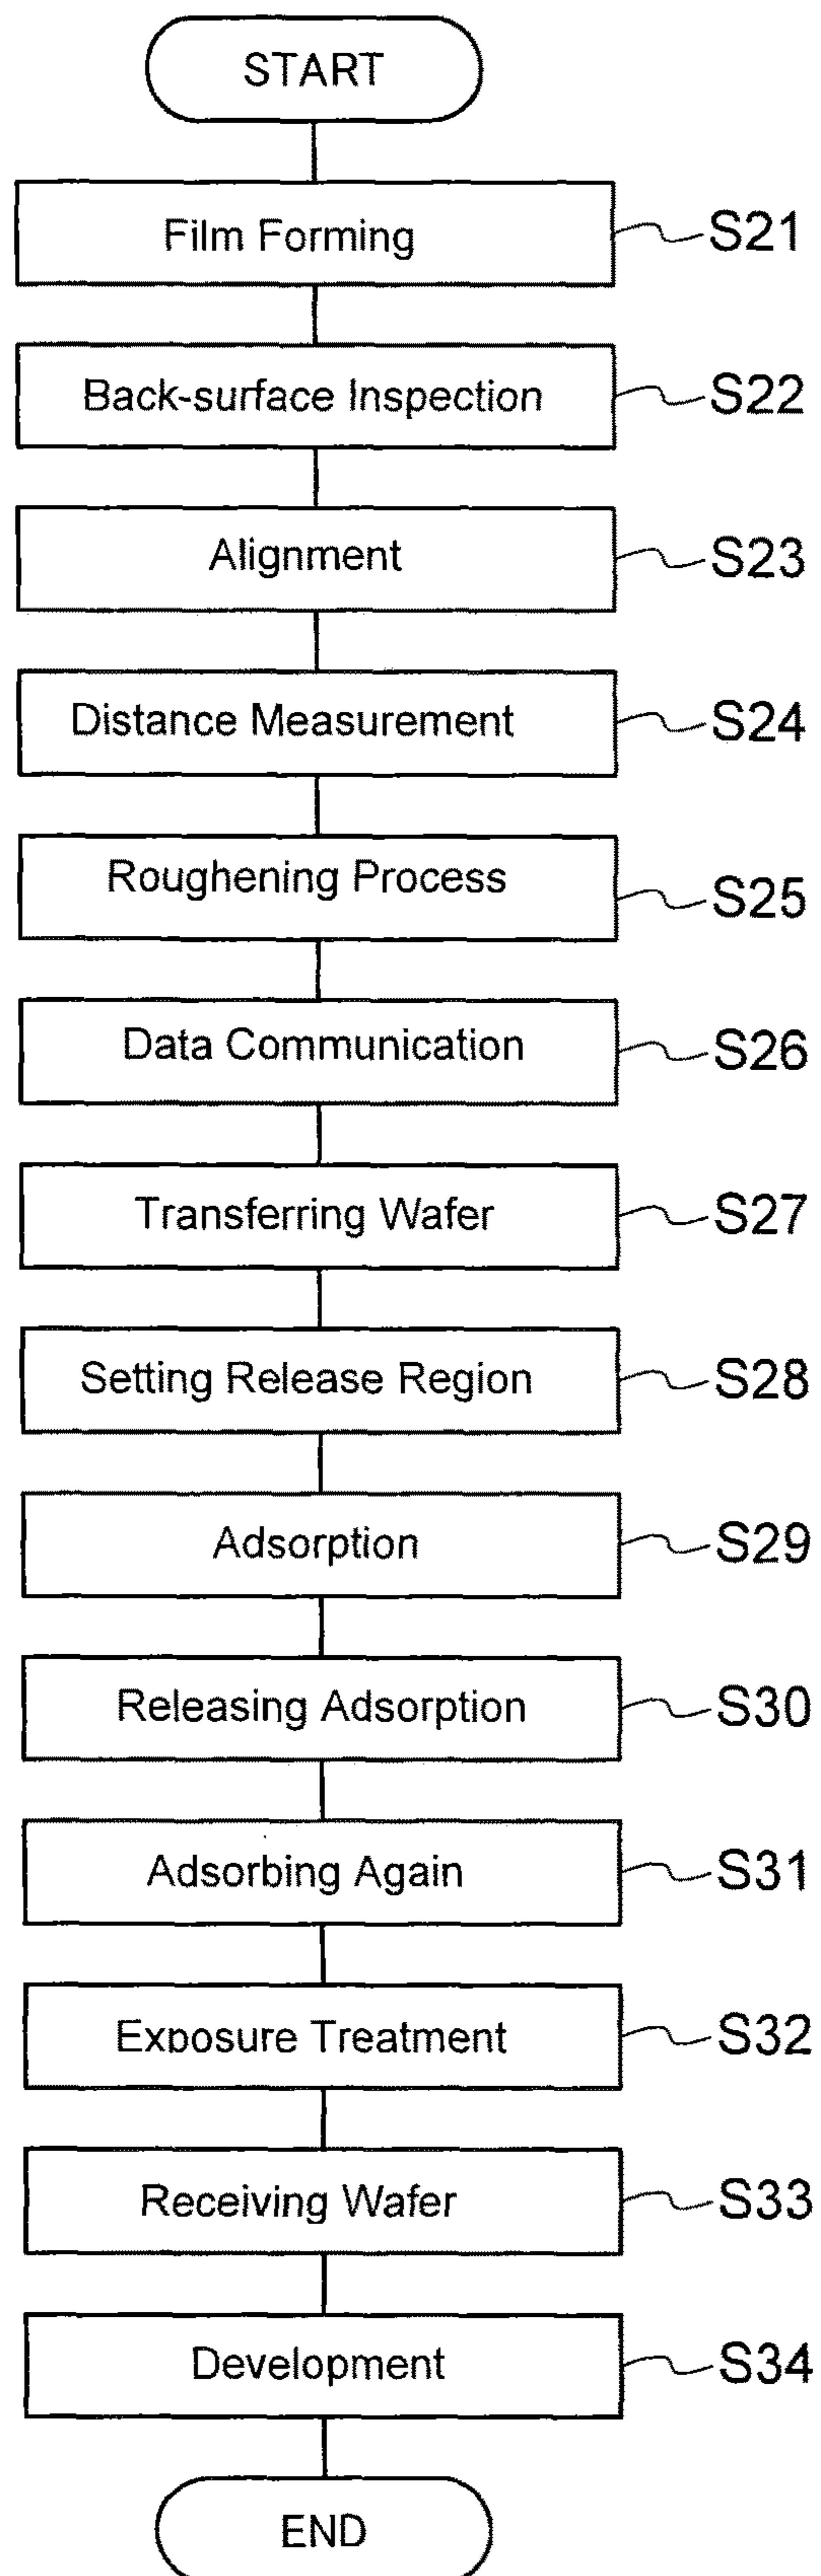 START
Film Forming S21
Back-surface Inspection S22
Alignment S23
Distance Measurement S24
Roughening Process S25
Data Communication S26
Transferring Wafer S27
Setting Release Region S28
Adsorption S29
Releasing Adsorption S30
Adsorbing Again S31
Exposure Treatment S32
Receiving Wafer S33
Development S34
END